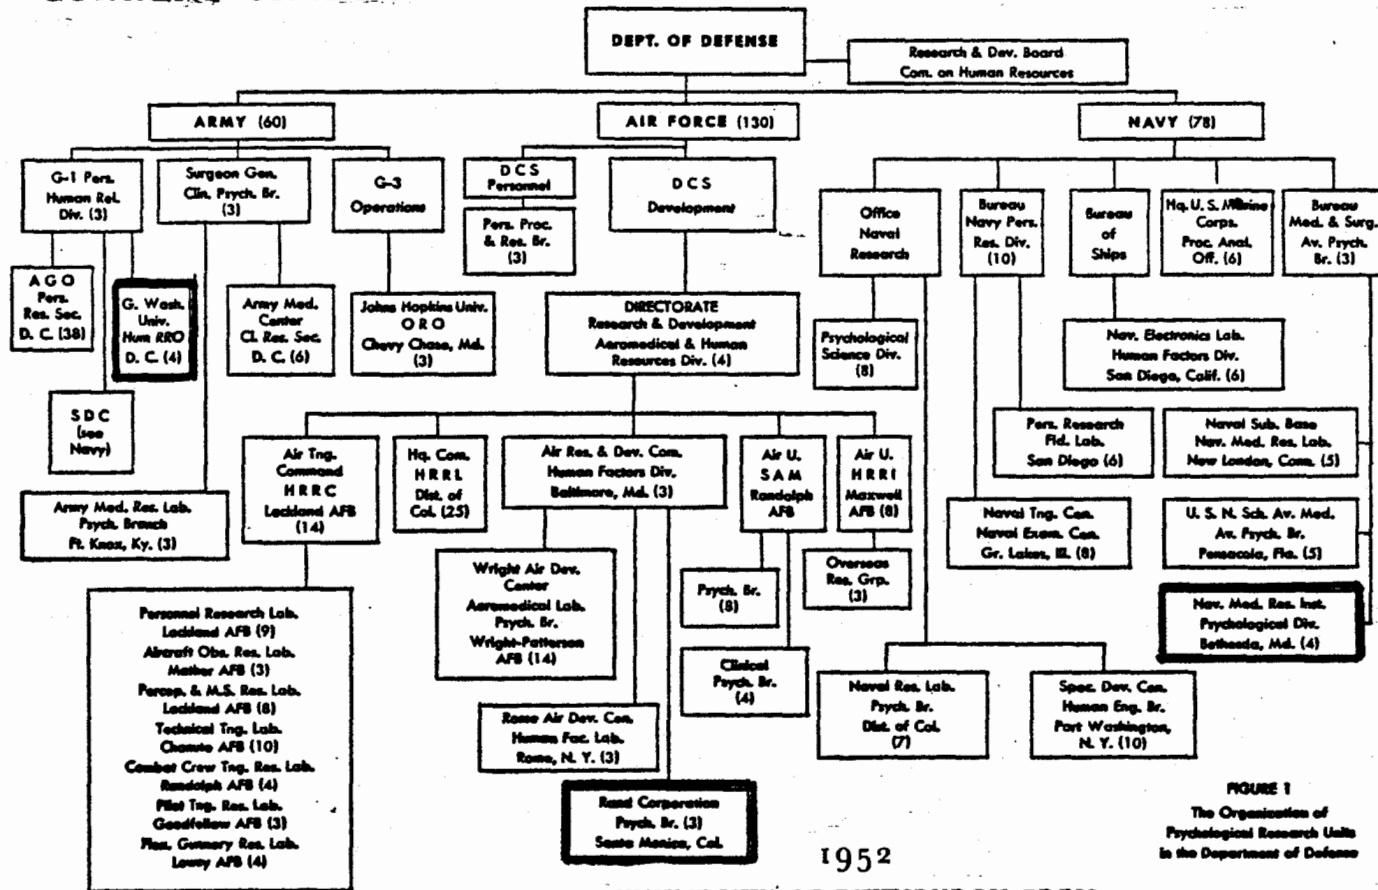 DEPT. OF DEFENSE
Research & Dev. Board
Com. on Human Resources
ARMY (60)
AIR FORCE (130)
NAVY (78)
G-1 Pers.
Human Rel.
Div. (3)
Surgeon Gen.
Clin. Psych. Br.
(3)
G-3
Operations
D C S
Personnel
D C S
Development
Pers. Proc.
& Res. Br.
(3)
Office
Naval
Research
Bureau
Navy Pers.
Res. Div.
(10)
Bureau
of
Ships
Hq. U. S. Marine
Corps.
Proc. Anal.
Off. (6)
Bureau
Med. & Surg.
Av. Psych.
Br. (3)
A G O
Pers.
Res. Sec.
D. C. (38)
G. Wash.
Univ.
Hum RRO
D. C. (4)
Army Med.
Center
Cl. Res. Sec.
D. C. (6)
Johns Hopkins Univ.
O R O
Chevy Chase, Md.
(3)
DIRECTORATE
Research & Development
Aeromedical & Human
Resources Div. (4)
Psychological
Science Div.
(8)
Nav. Electronics Lab.
Human Factors Div.
San Diego, Calif. (6)
S D C
(see
Navy)
Air Tng.
Command
H R R C
Lackland AFB
(14)
Hq. Com.
H R R L
Dist. of
Col. (25)
Air Res. & Dev. Com.
Human Factors Div.
Baltimore, Md. (3)
Air U.
S A M
Randolph
AFB
Air U.
H R R I
Maxwell
AFB (8)
Pers. Research
Fld. Lab.
San Diego (6)
Naval Sub. Base
Nav. Med. Res. Lab.
New London, Conn. (5)
Army Med. Res. Lab.
Psych. Branch
Ft. Knox, Ky. (3)
Naval Tng. Cen.
Naval Exam. Cen.
Gr. Lakes, Ill. (8)
U. S. N. Sch. Av. Med.
Av. Psych. Br.
Pensacola, Fla. (5)
Wright Air Dev.
Center
Aeromedical Lab.
Psych. Br.
Wright-Patterson
AFB (14)
Psych. Br.
(8)
Overseas
Res. Grp.
(3)
Nav. Med. Res. Inst.
Psychological Div.
Bethesda, Md. (4)
Personnel Research Lab.
Lackland AFB (9)
Aircraft Obs. Res. Lab.
Mather AFB (3)
Percep. & M.S. Res. Lab.
Lackland AFB (8)
Technical Tng. Lab.
Chanute AFB (10)
Combat Crew Tng. Res. Lab.
Randolph AFB (4)
Pilot Tng. Res. Lab.
Goodfellow AFB (3)
Flex. Gunnery Res. Lab.
Lowry AFB (4)
Clinical
Psych. Br.
(4)
Rome Air Dev. Cen.
Human Fac. Lab.
Rome, N. Y. (3)
Naval Res. Lab.
Psych. Br.
Dist. of Col.
(7)
Spec. Dev. Cen.
Human Eng. Br.
Port Washington,
N. Y. (10)
Rand Corporation
Psych. Br. (3)
Santa Monica, Cal.
FIGURE 1
The Organization of
Psychological Research Units
in the Department of Defense
1952